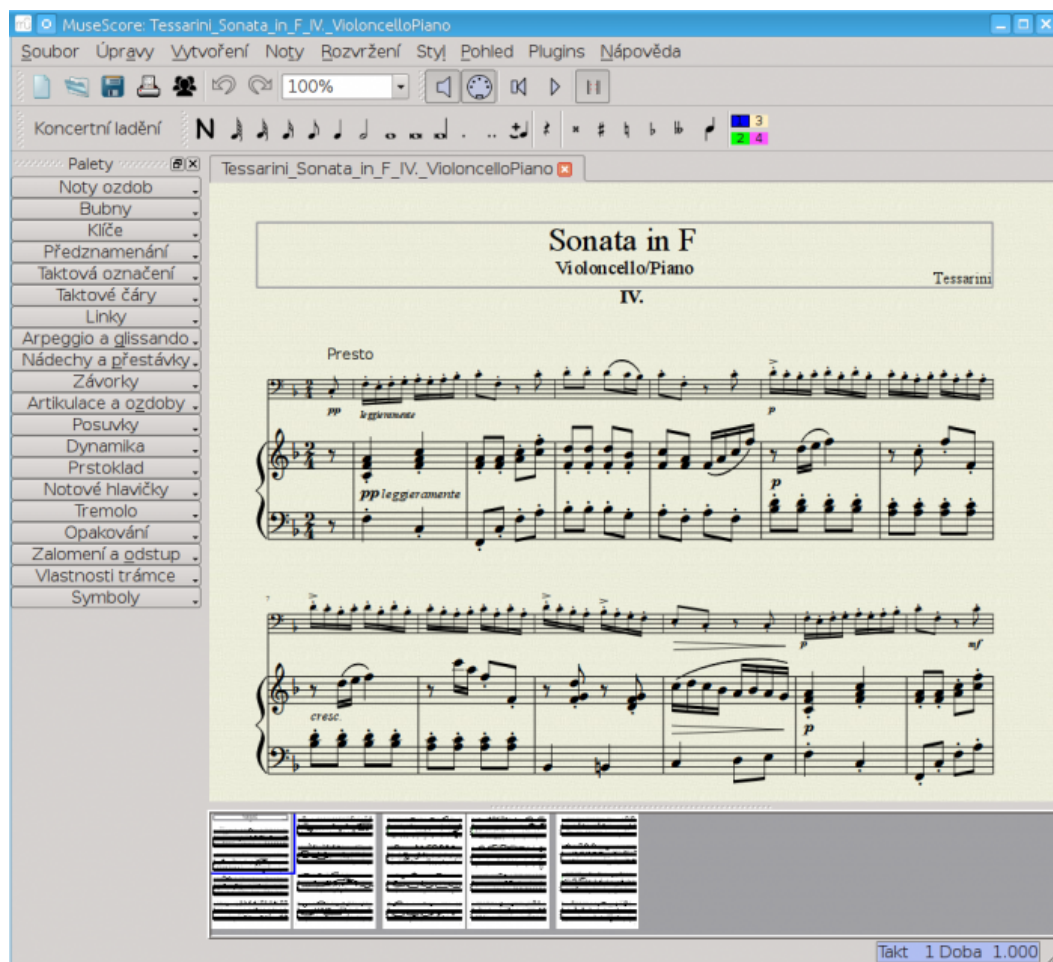 MuseScore: Tessarini_Sonata_in_F_IV._VioloncelloPiano
Soubor Úpravy Vytvoření Noty Rozvržení Styl Pohled Plugins Nápověda
100%
Koncertní ladění
N
1 3
2 4
Palety
Tessarini_Sonata_in_F_IV._VioloncelloPiano
Noty ozdob
Bubny
Klíče
Předznamenání
Taktová označení
Taktové čáry
Linky
Arpeggio a glissando
Nádechy a přestávky
Závorky
Artikulace a ozdoby
Posuvky
Dynamika
Prstoklad
Notové hlavičky
Tremolo
Opakování
Zalomení a odstup
Vlastnosti trámce
Symboly
Sonata in F
Violoncello/Piano
Tessarini
IV.
Presto
pp leggieramente p
pp leggieramente p
7
p mf
cresc. p
Takt 1 Doba 1.000